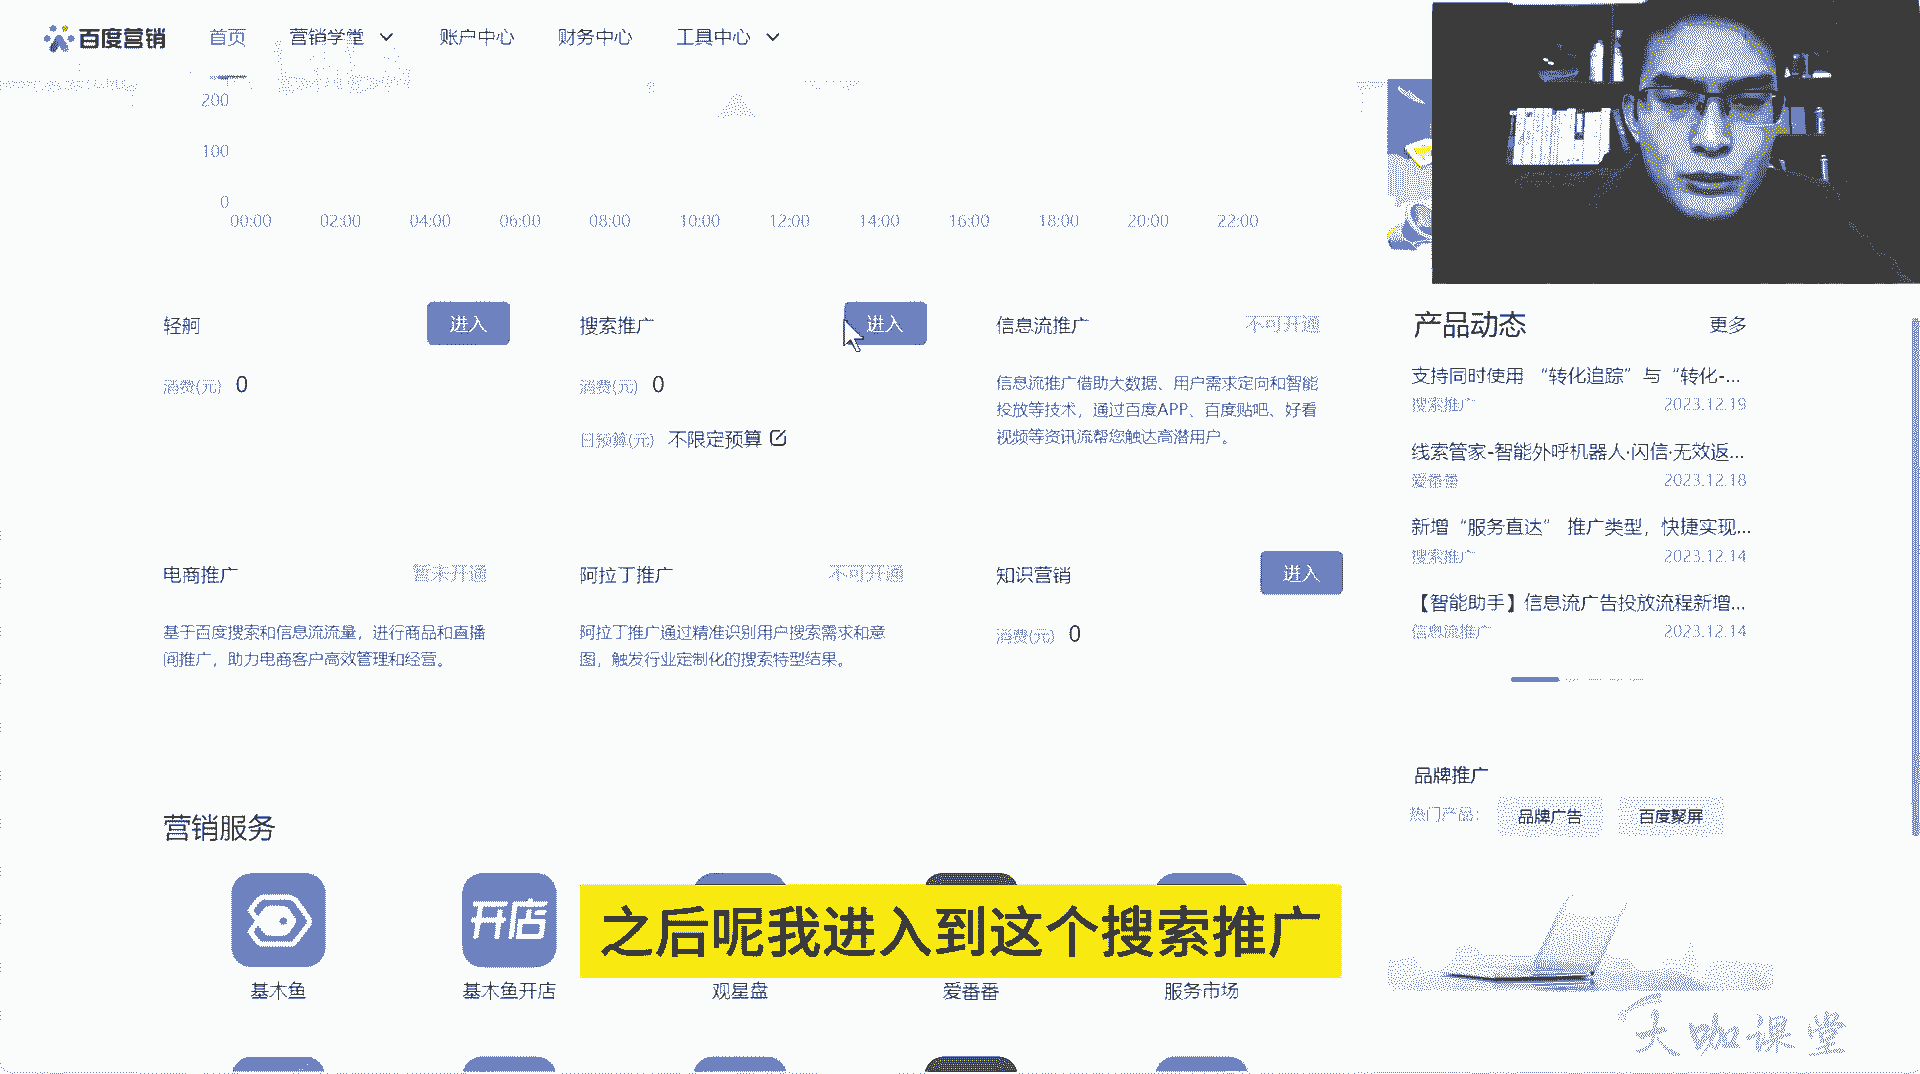 百度营销
首页
营销学堂
账户中心
财务中心
工具中心
200
100
0
00:00 02:00 04:00 06:00 08:00 10:00 12:00 14:00 16:00 18:00 20:00 22:00
轻舸
进入
消费(元) 0
搜索推广
进入
消费(元) 0
日预算(元) 不限定预算
信息流推广
不可开通
信息流推广借助大数据、用户需求定向和智能
投放等技术，通过百度APP、百度贴吧、好看
视频等资讯流帮您触达高潜用户。
产品动态
更多
支持同时使用 “转化追踪”与“转化-...
搜索推广 2023.12.19
线索管家-智能外呼机器人·闪信·无效返...
爱番番 2023.12.18
新增“服务直达” 推广类型，快捷实现...
搜索推广 2023.12.14
【智能助手】信息流广告投放流程新增...
信息流推广 2023.12.14
电商推广
暂未开通
基于百度搜索和信息流流量，进行商品和直播
间推广，助力电商客户高效管理和经营。
阿拉丁推广
不可开通
阿拉丁推广通过精准识别用户搜索需求和意
图，触发行业定制化的搜索特型结果。
知识营销
进入
消费(元) 0
品牌推广
热门产品：
品牌广告
百度聚屏
营销服务
开店
基木鱼
基木鱼开店
观星盘
爱番番
服务市场
之后呢我进入到这个搜索推广
大咖课堂